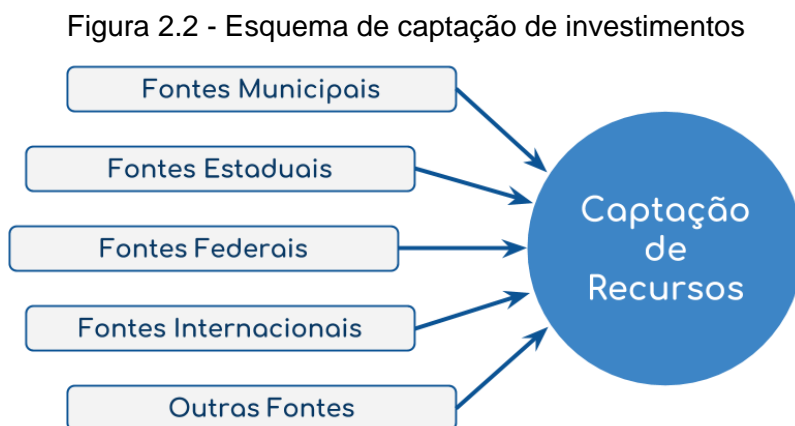 Figura 2.2 - Esquema de captação de investimentos
Fontes Municipais
Fontes Estaduais
Fontes Federais
Fontes Internacionais
Outras Fontes
Captação
de
Recursos